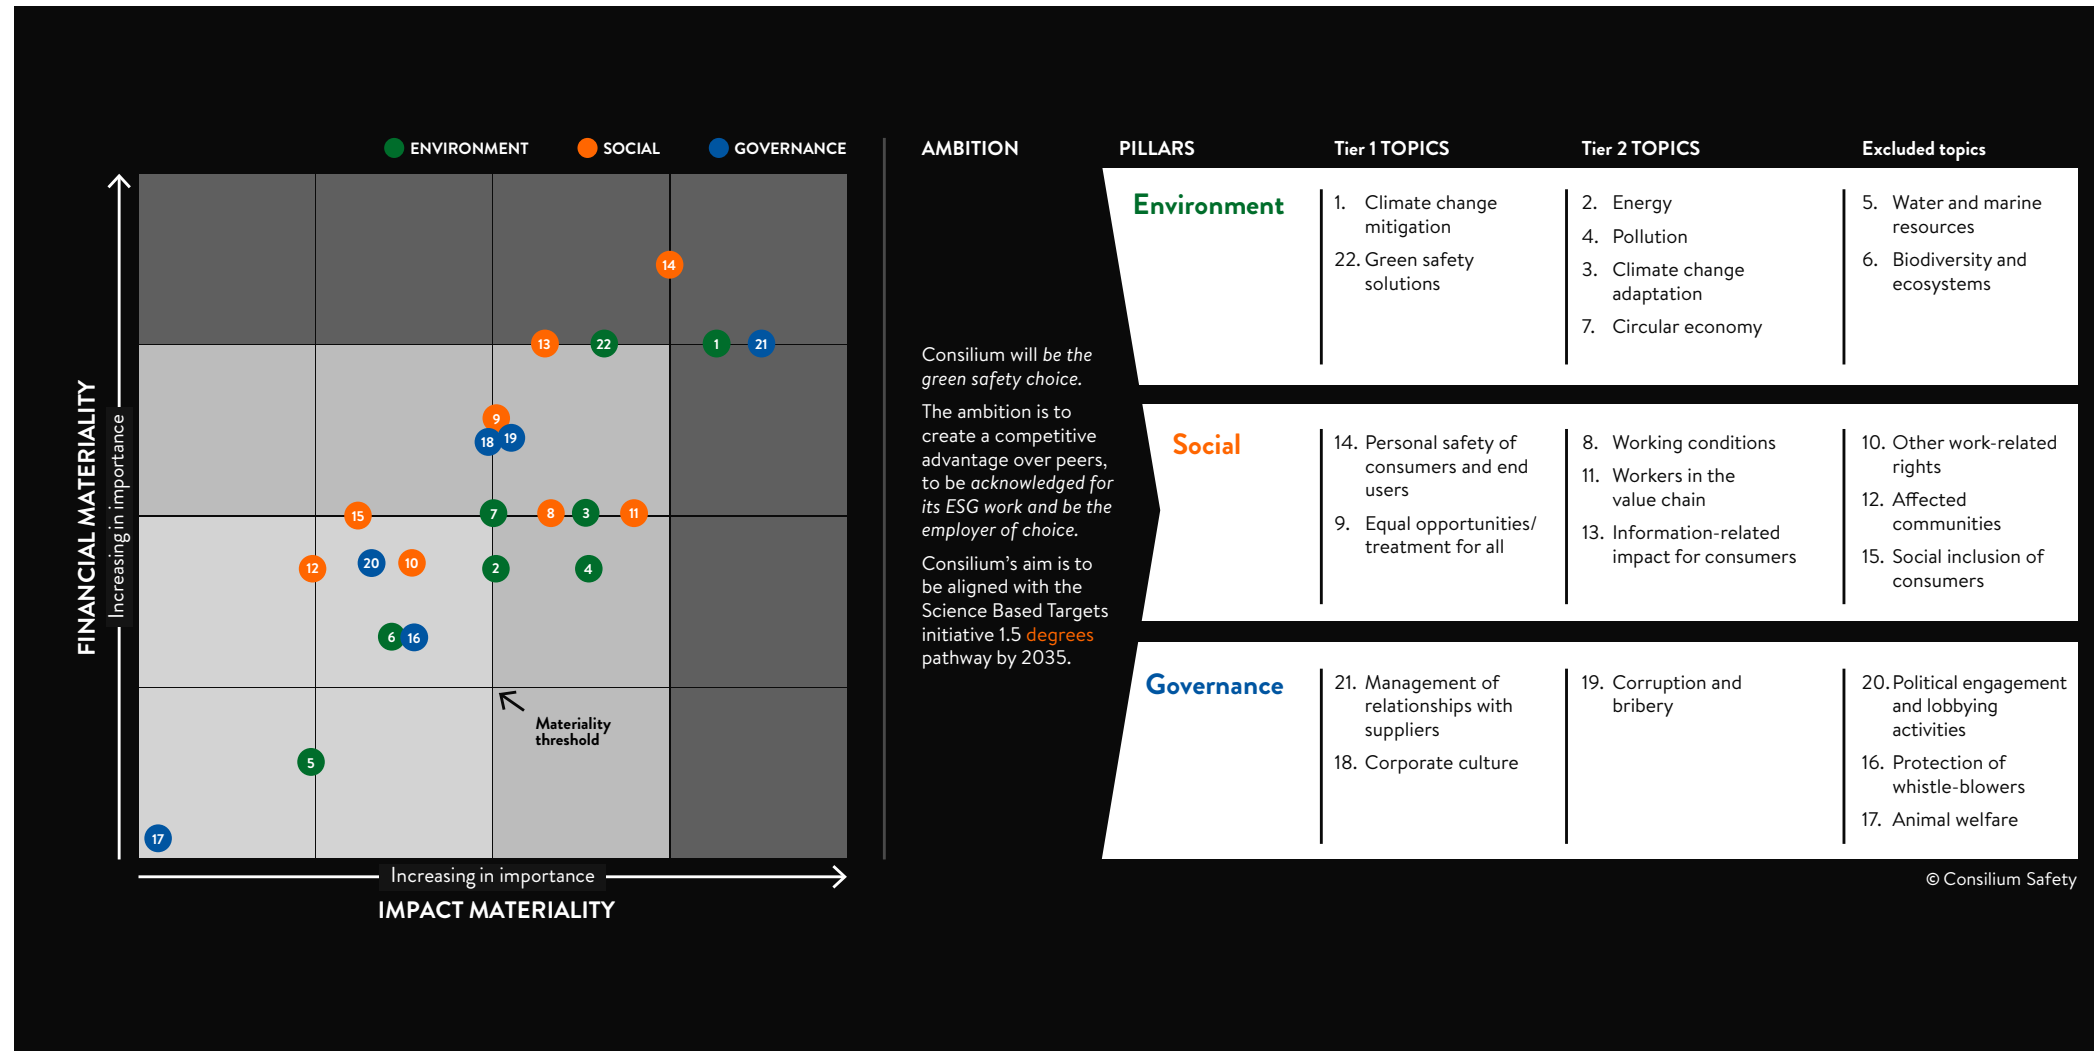 ENVIRONMENT
SOCIAL
GOVERNANCE
FINANCIAL MATERIALITY
Increasing in importance
14
13
22
1
21
9
18
19
15
7
8
3
11
12
20
10
2
4
6
16
Materiality
threshold
5
17
Increasing in importance
IMPACT MATERIALITY
AMBITION
Consilium will be the
green safety choice.
The ambition is to
create a competitive
advantage over peers,
to be acknowledged for
its ESG work and be the
employer of choice.
Consilium's aim is to
be aligned with the
Science Based Targets
initiative 1.5 degrees
pathway by 2035.
PILLARS
Tier 1 TOPICS
Tier 2 TOPICS
Excluded topics
Environment
1. Climate change
mitigation
22. Green safety
solutions
2. Energy
4. Pollution
3. Climate change
adaptation
7. Circular economy
5. Water and marine
resources
6. Biodiversity and
ecosystems
Social
14. Personal safety of
consumers and end
users
9. Equal opportunities/
treatment for all
8. Working conditions
11. Workers in the
value chain
13. Information-related
impact for consumers
10. Other work-related
rights
12. Affected
communities
15. Social inclusion of
consumers
Governance
21. Management of
relationships with
suppliers
18. Corporate culture
19. Corruption and
bribery
20. Political engagement
and lobbying
activities
16. Protection of
whistle-blowers
17. Animal welfare
© Consilium Safety